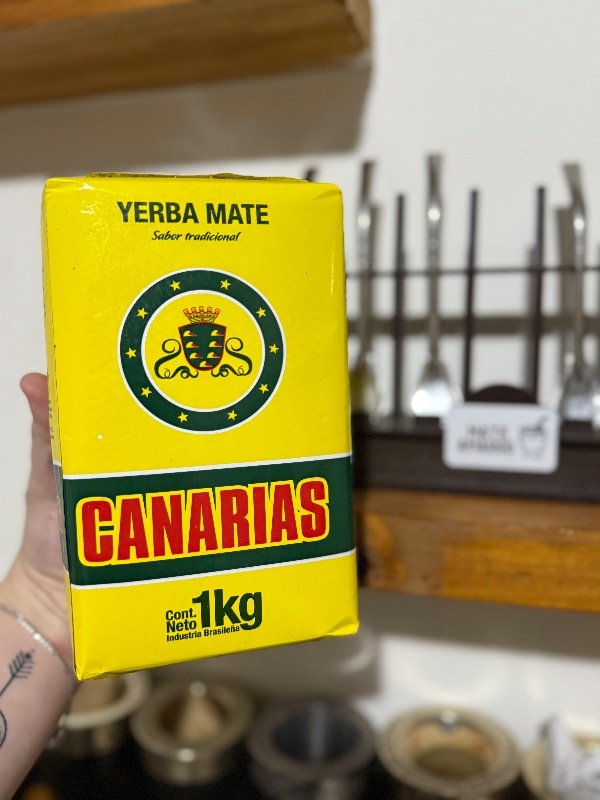 YERBA MATE
Sabor tradicional
CANARIAS
Cont.
Neto 1kg
Industria Brasileña